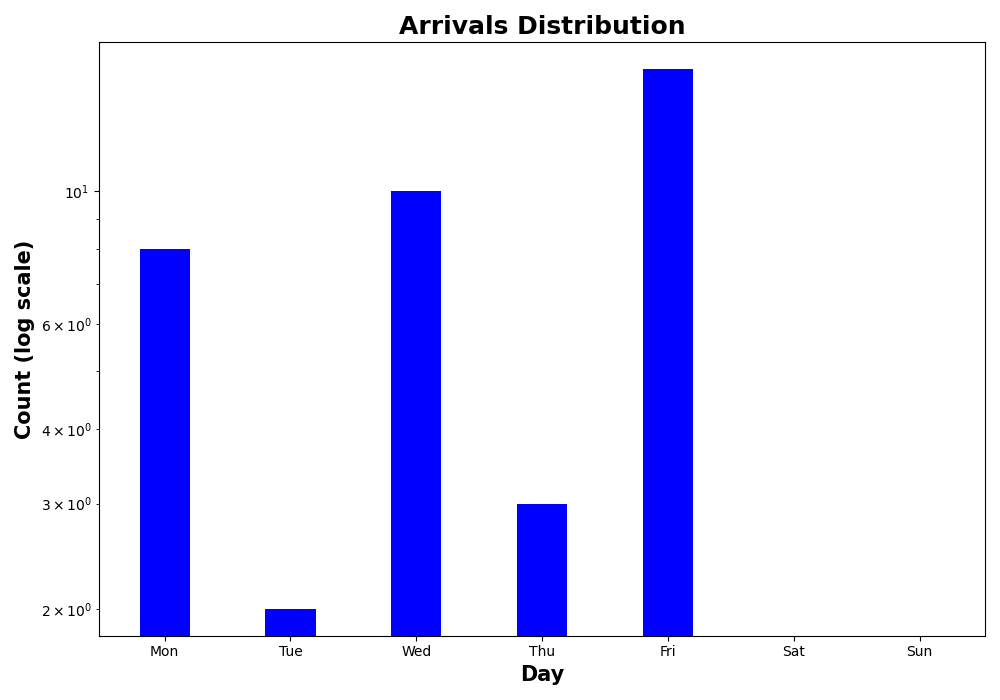 Arrivals Distribution
Count (log scale)
10¹
6 × 10⁰
4 × 10⁰
3 × 10⁰
2 × 10⁰
Mon Tue Wed Thu Fri Sat Sun
Day